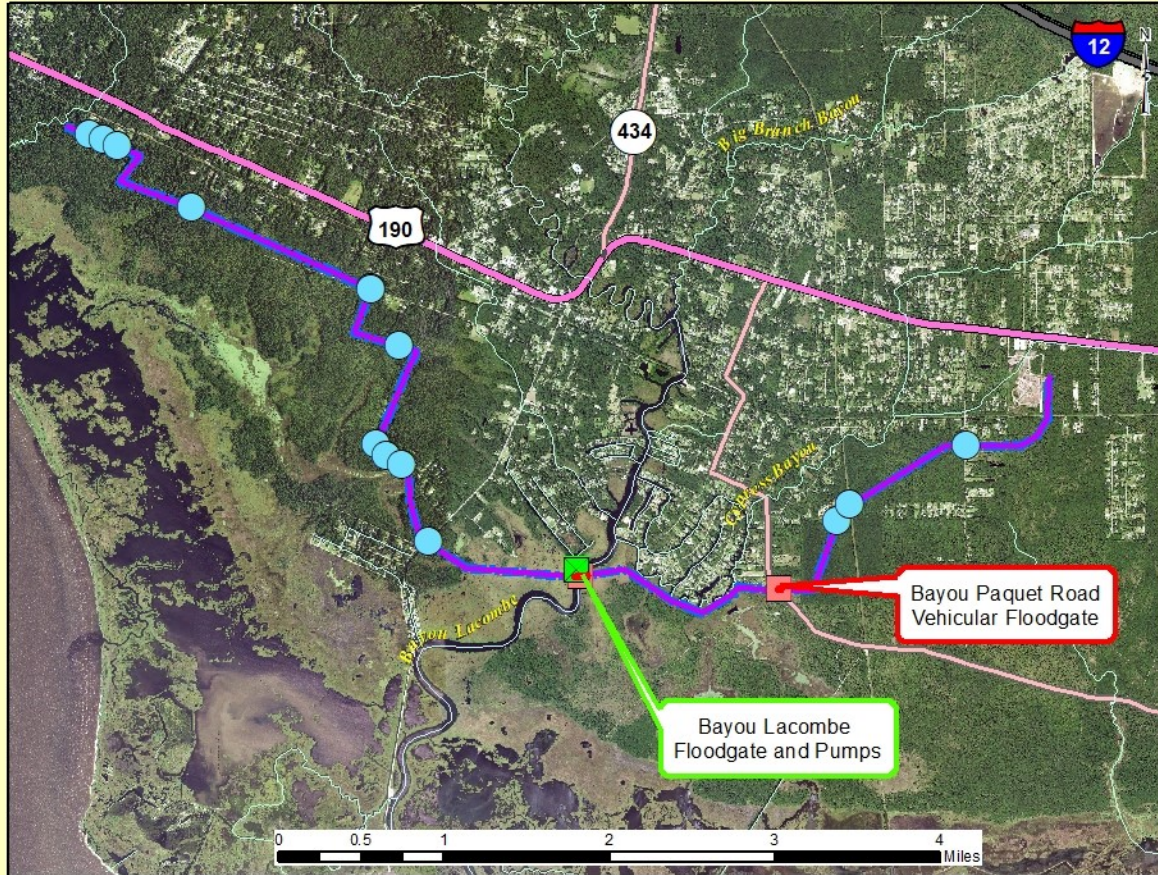 12
N
434
Big Branch Bayou
190
Cypress Bayou
Bayou Paquet Road
Vehicular Floodgate
Bayou Lacombe
Bayou Lacombe
Floodgate and Pumps
0 0.5 1 2 3 4
Miles